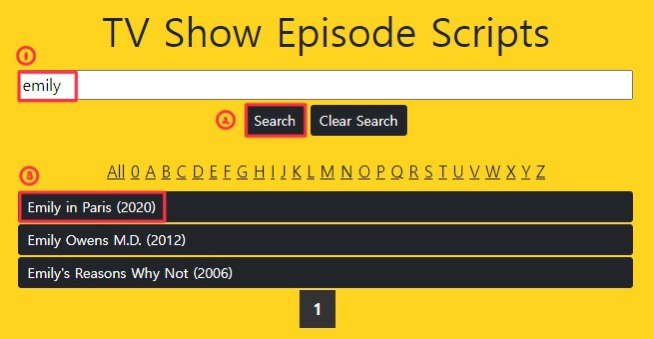 TV Show Episode Scripts
1
emily
2 Search Clear Search
3 All 0 A B C D E F G H I J K L M N O P Q R S T U V W X Y Z
Emily in Paris (2020)
Emily Owens M.D. (2012)
Emily's Reasons Why Not (2006)
1